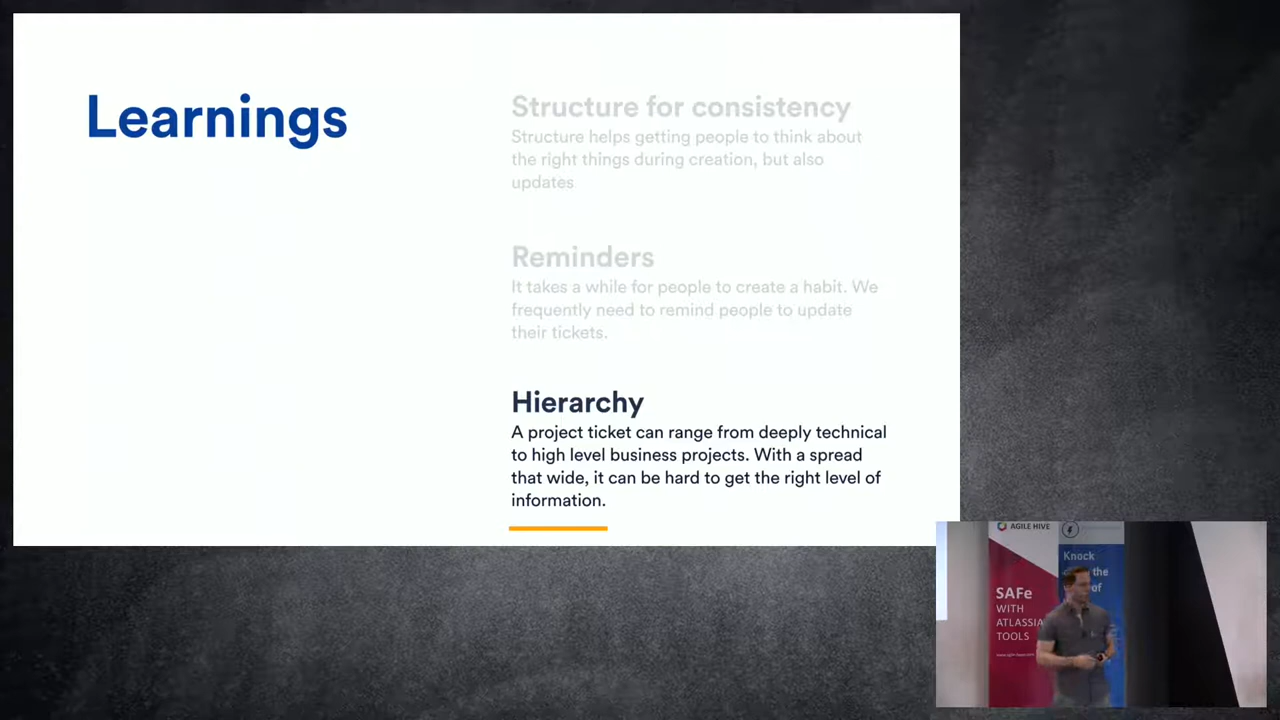 Learnings
Structure for consistency
Structure helps getting people to think about
the right things during creation, but also
updates
Reminders
It takes a while for people to create a habit. We
frequently need to remind people to update
their tickets.
Hierarchy
A project ticket can range from deeply technical
to high level business projects. With a spread
that wide, it can be hard to get the right level of
information.
AGILE HIVE
SAFe
WITH
ATLASSIA
TOOLS
Knock
the
of